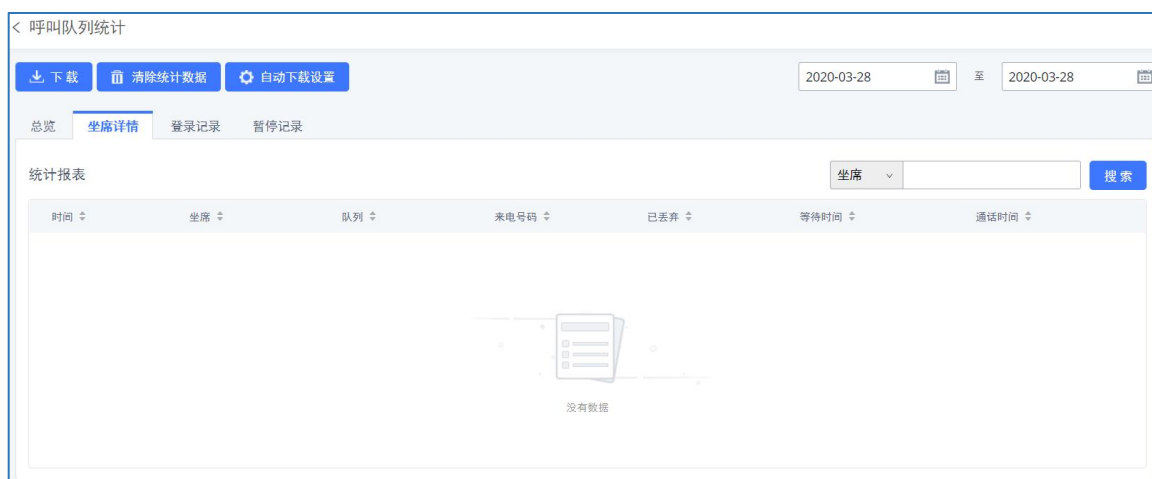 < 呼叫队列统计
下载 清除统计数据 自动下载设置 2020-03-28 至 2020-03-28
总览 坐席详情 登录记录 暂停记录
统计报表 坐席 搜索
时间 坐席 队列 来电号码 已丢弃 等待时间 通话时间
没有数据